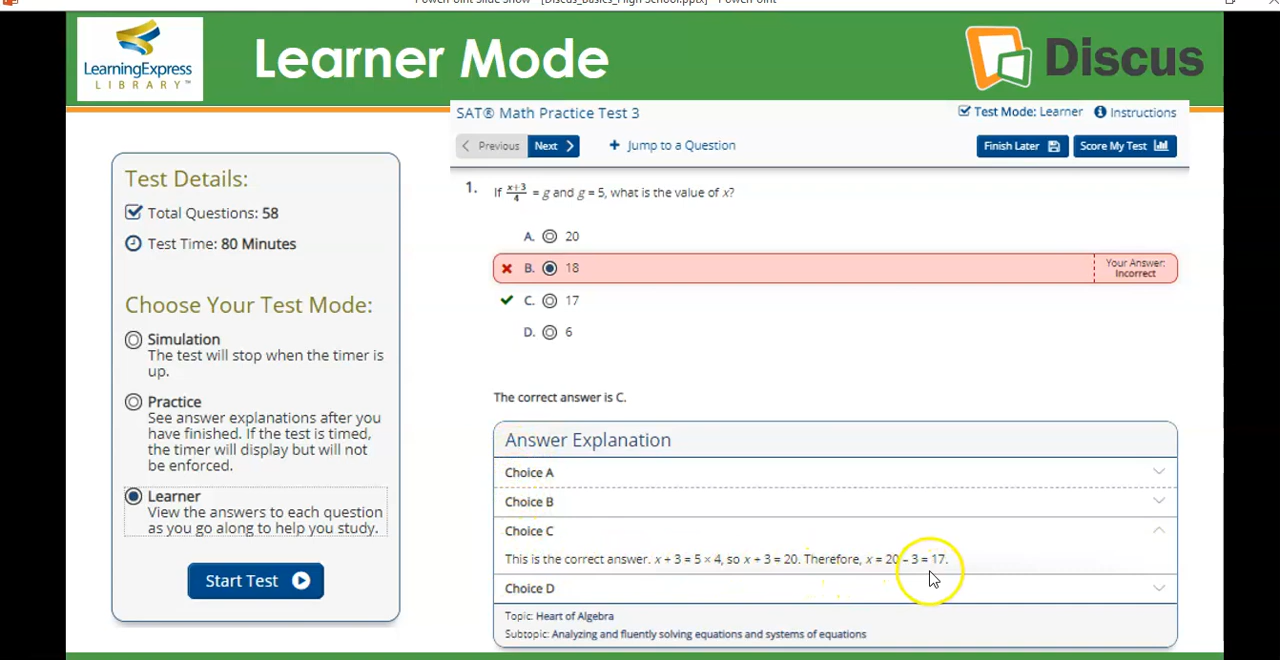 PowerPoint Slide Show - [Discus_Basics_High School.pptx] - PowerPoint
LearningExpress
LIBRARY™
Learner Mode
Discus
SAT® Math Practice Test 3
Test Mode: Learner
Instructions
Previous
Next
+ Jump to a Question
Finish Later
Score My Test
Test Details:
Total Questions: 58
Test Time: 80 Minutes
Choose Your Test Mode:
Simulation
The test will stop when the timer is
up.
Practice
See answer explanations after you
have finished. If the test is timed,
the timer will display but will not
be enforced.
Learner
View the answers to each question
as you go along to help you study.
Start Test
1. If x+3/4 = g and g = 5, what is the value of x?
A. 20
B. 18
Your Answer:
Incorrect
C. 17
D. 6
The correct answer is C.
Answer Explanation
Choice A
Choice B
Choice C
This is the correct answer. x + 3 = 5 × 4, so x + 3 = 20. Therefore, x = 20 – 3 = 17.
Choice D
Topic: Heart of Algebra
Subtopic: Analyzing and fluently solving equations and systems of equations